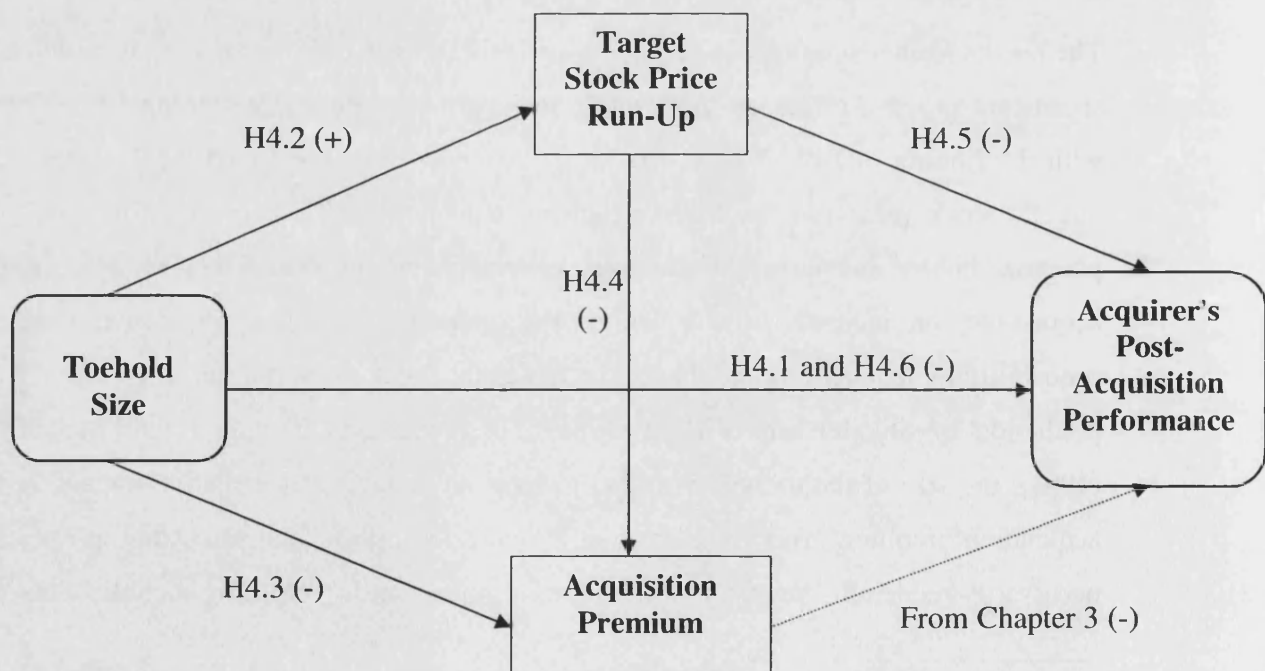 Target
Stock Price
Run-Up
H4.2 (+)
H4.5 (-)
H4.4
(-)
Toehold
Size
H4.1 and H4.6 (-)
Acquirer's
Post-
Acquisition
Performance
H4.3 (-)
Acquisition
Premium
From Chapter 3 (-)